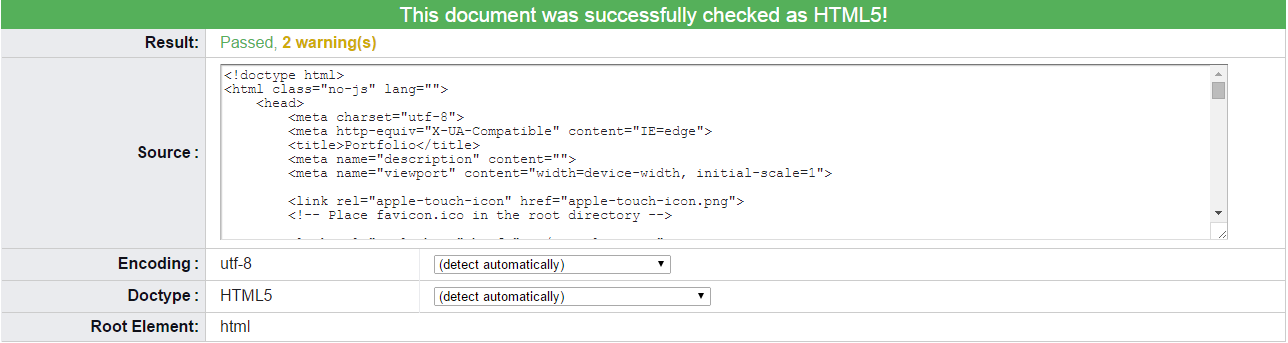 This document was successfully checked as HTML5!
Result: Passed, 2 warning(s)
Source :
<!doctype html>
<html class="no-js" lang="">
    <head>
        <meta charset="utf-8">
        <meta http-equiv="X-UA-Compatible" content="IE=edge">
        <title>Portfolio</title>
        <meta name="description" content="">
        <meta name="viewport" content="width=device-width, initial-scale=1">
        <link rel="apple-touch-icon" href="apple-touch-icon.png">
        <!-- Place favicon.ico in the root directory -->
Encoding : utf-8 (detect automatically)
Doctype : HTML5 (detect automatically)
Root Element: html